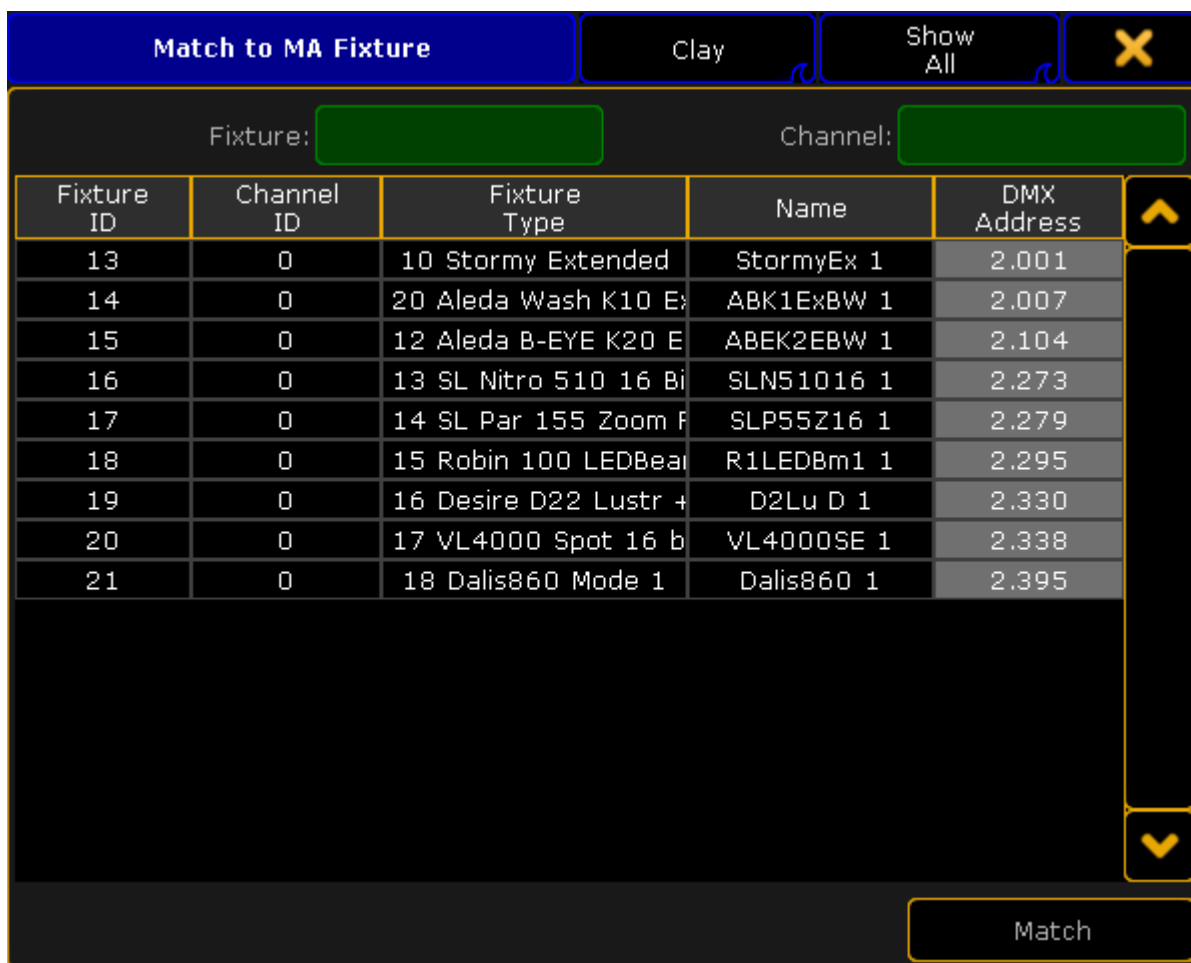 Match to MA Fixture
Clay
Show
All
Fixture:
Channel:
Fixture
ID
Channel
ID
Fixture
Type
Name
DMX
Address
13 0 10 Stormy Extended StormyEx 1 2.001
14 0 20 Aleda Wash K10 Ex ABK1ExBW 1 2.007
15 0 12 Aleda B-EYE K20 E ABEK2EBW 1 2.104
16 0 13 SL Nitro 510 16 Bi SLN51016 1 2.273
17 0 14 SL Par 155 Zoom SLP55Z16 1 2.279
18 0 15 Robin 100 LEDBea R1LEDBm1 1 2.295
19 0 16 Desire D22 Lustr + D2Lu D 1 2.330
20 0 17 VL4000 Spot 16 b VL4000SE 1 2.338
21 0 18 Dalis860 Mode 1 Dalis860 1 2.395
Match